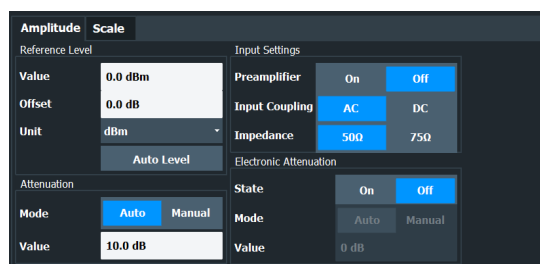 Amplitude Scale
Reference Level
Value 0.0 dBm
Offset 0.0 dB
Unit dBm
Auto Level
Attenuation
Mode Auto Manual
Value 10.0 dB
Input Settings
Preamplifier On Off
Input Coupling AC DC
Impedance 50Ω 75Ω
Electronic Attenuation
State On Off
Mode Auto Manual
Value 0 dB